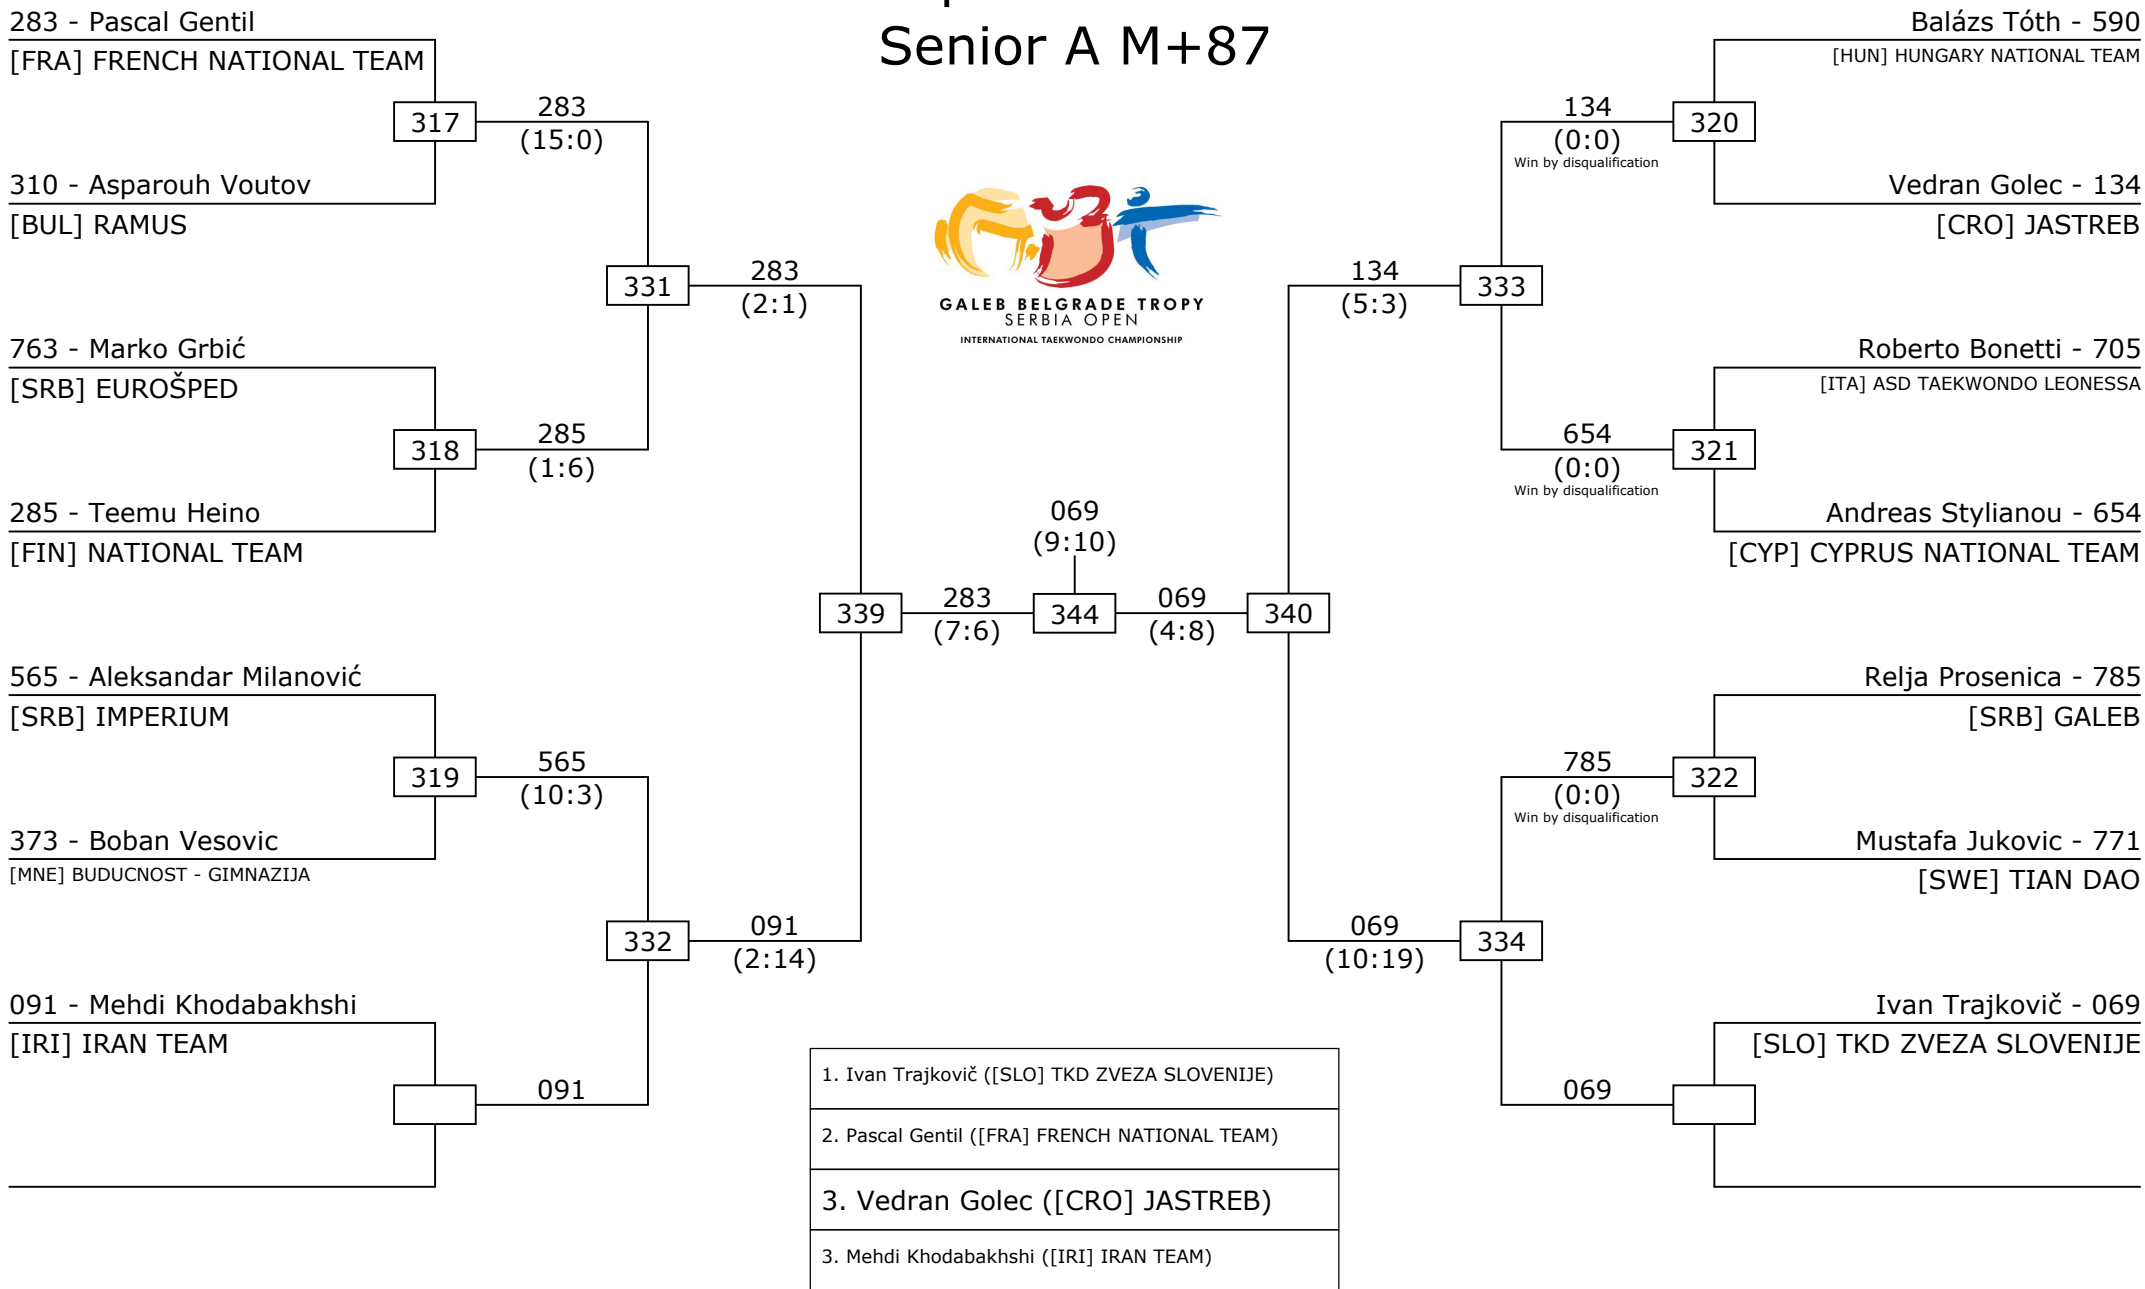 Senior A M+87
283 - Pascal Gentil
[FRA] FRENCH NATIONAL TEAM
317
283
(15:0)
310 - Asparouh Voutov
[BUL] RAMUS
331
283
(2:1)
763 - Marko Grbić
[SRB] EUROŠPED
318
285
(1:6)
285 - Teemu Heino
[FIN] NATIONAL TEAM
339
283
(7:6)
565 - Aleksandar Milanović
[SRB] IMPERIUM
319
565
(10:3)
373 - Boban Vesovic
[MNE] BUDUCNOST - GIMNAZIJA
332
091
(2:14)
091 - Mehdi Khodabakhshi
[IRI] IRAN TEAM
091
GALEB BELGRADE TROPY
SERBIA OPEN
INTERNATIONAL TAEKWONDO CHAMPIONSHIP
069
(9:10)
344
Balázs Tóth - 590
[HUN] HUNGARY NATIONAL TEAM
134
(0:0)
Win by disqualification
320
Vedran Golec - 134
[CRO] JASTREB
134
(5:3)
333
Roberto Bonetti - 705
[ITA] ASD TAEKWONDO LEONESSA
654
(0:0)
Win by disqualification
321
Andreas Stylianou - 654
[CYP] CYPRUS NATIONAL TEAM
069
(4:8)
340
Relja Prosenica - 785
[SRB] GALEB
785
(0:0)
Win by disqualification
322
Mustafa Jukovic - 771
[SWE] TIAN DAO
069
(10:19)
334
Ivan Trajkovič - 069
[SLO] TKD ZVEZA SLOVENIJE
069
1. Ivan Trajkovič ([SLO] TKD ZVEZA SLOVENIJE)
2. Pascal Gentil ([FRA] FRENCH NATIONAL TEAM)
3. Vedran Golec ([CRO] JASTREB)
3. Mehdi Khodabakhshi ([IRI] IRAN TEAM)